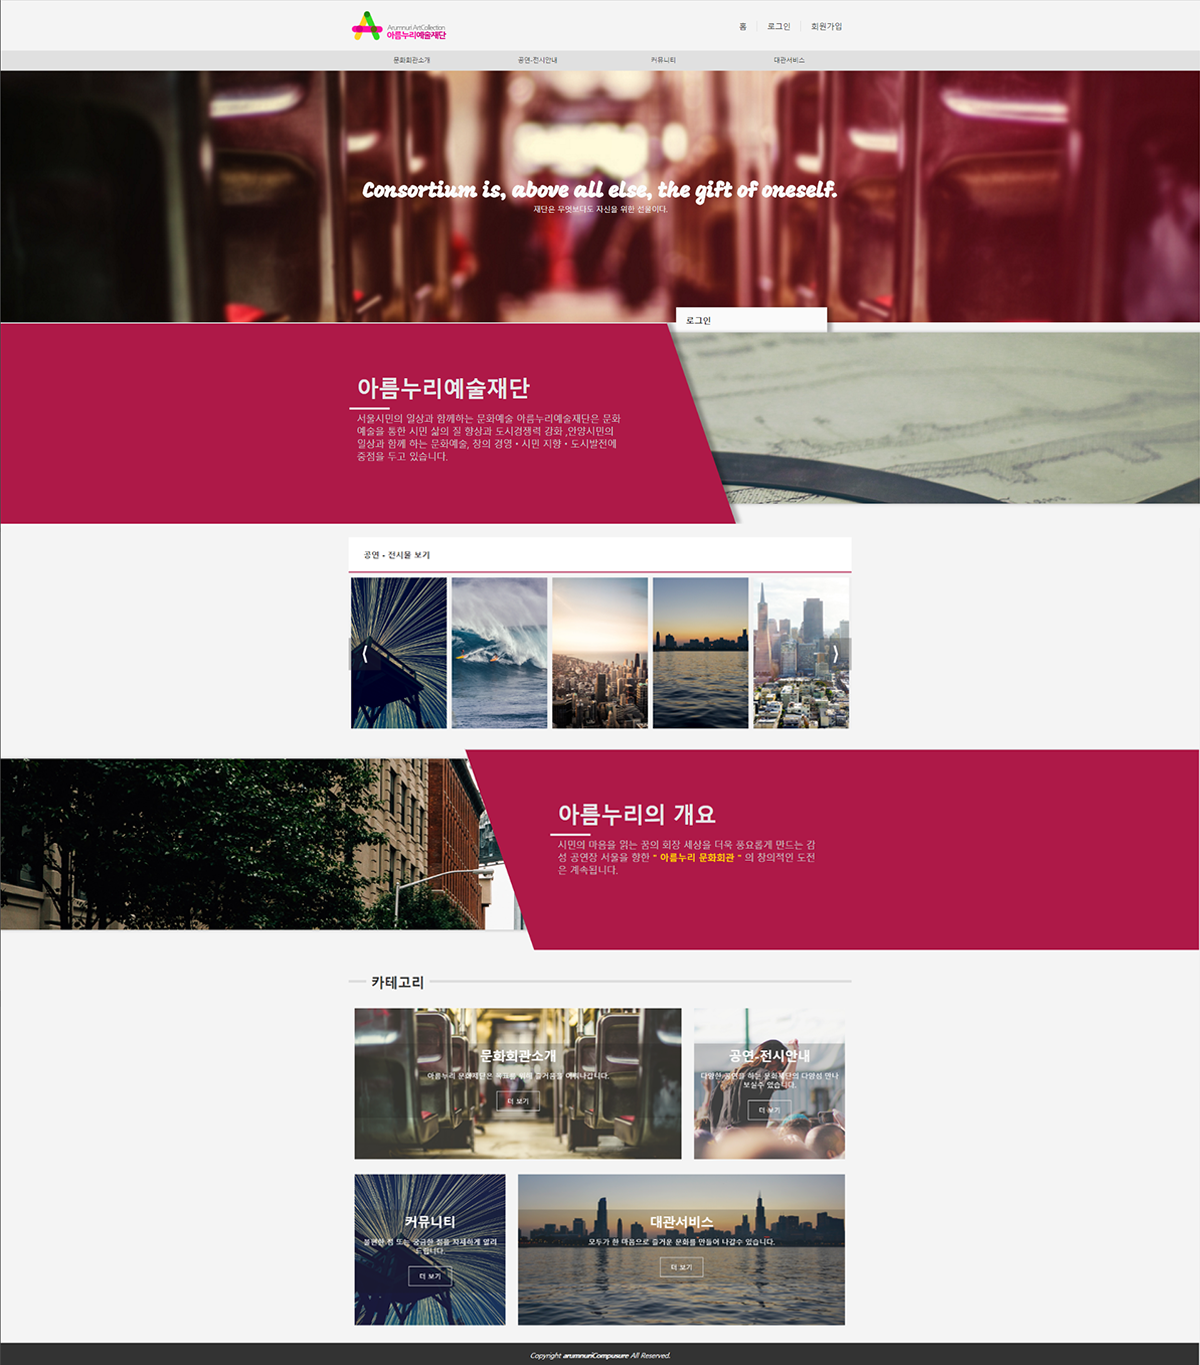 Arumnuri ArtCollection
아름누리예술재단
홈 로그인 회원가입
문화회관소개 공연-전시안내 커뮤니티 대관서비스
Consortium is, above all else, the gift of oneself.
재단은 무엇보다도 자신을 위한 선물이다.
로그인
아름누리예술재단
서울시민의 일상과 함께하는 문화예술 아름누리예술재단은 문화
예술을 통한 시민 삶의 질 향상과 도시경쟁력 강화 ,안양시민의
일상과 함께 하는 문화예술, 창의 경영 • 시민 지향 • 도시발전에
중점을 두고 있습니다.
공연 • 전시물 보기
아름누리의 개요
시민의 마음을 읽는 꿈의 회장 세상을 더욱 풍요롭게 만드는 감
성 공연장 서울을 향한 " 아름누리 문화회관 " 의 창의적인 도전
은 계속됩니다.
카테고리
문화회관소개
아름누리 문화재단은 목표를 위해 즐거움을 이뤄나갑니다.
더 보기
공연-전시안내
다양한 공연을 하는 문화재단의 다양성 만나
보실수 있습니다.
더 보기
커뮤니티
불편한 점 또는 궁금한 점을 자세하게 알려
드립니다.
더 보기
대관서비스
모두가 한 마음으로 즐거운 문화를 만들어 나갈수 있습니다.
더 보기
Copyright arumnuriCompusure All Reserved.